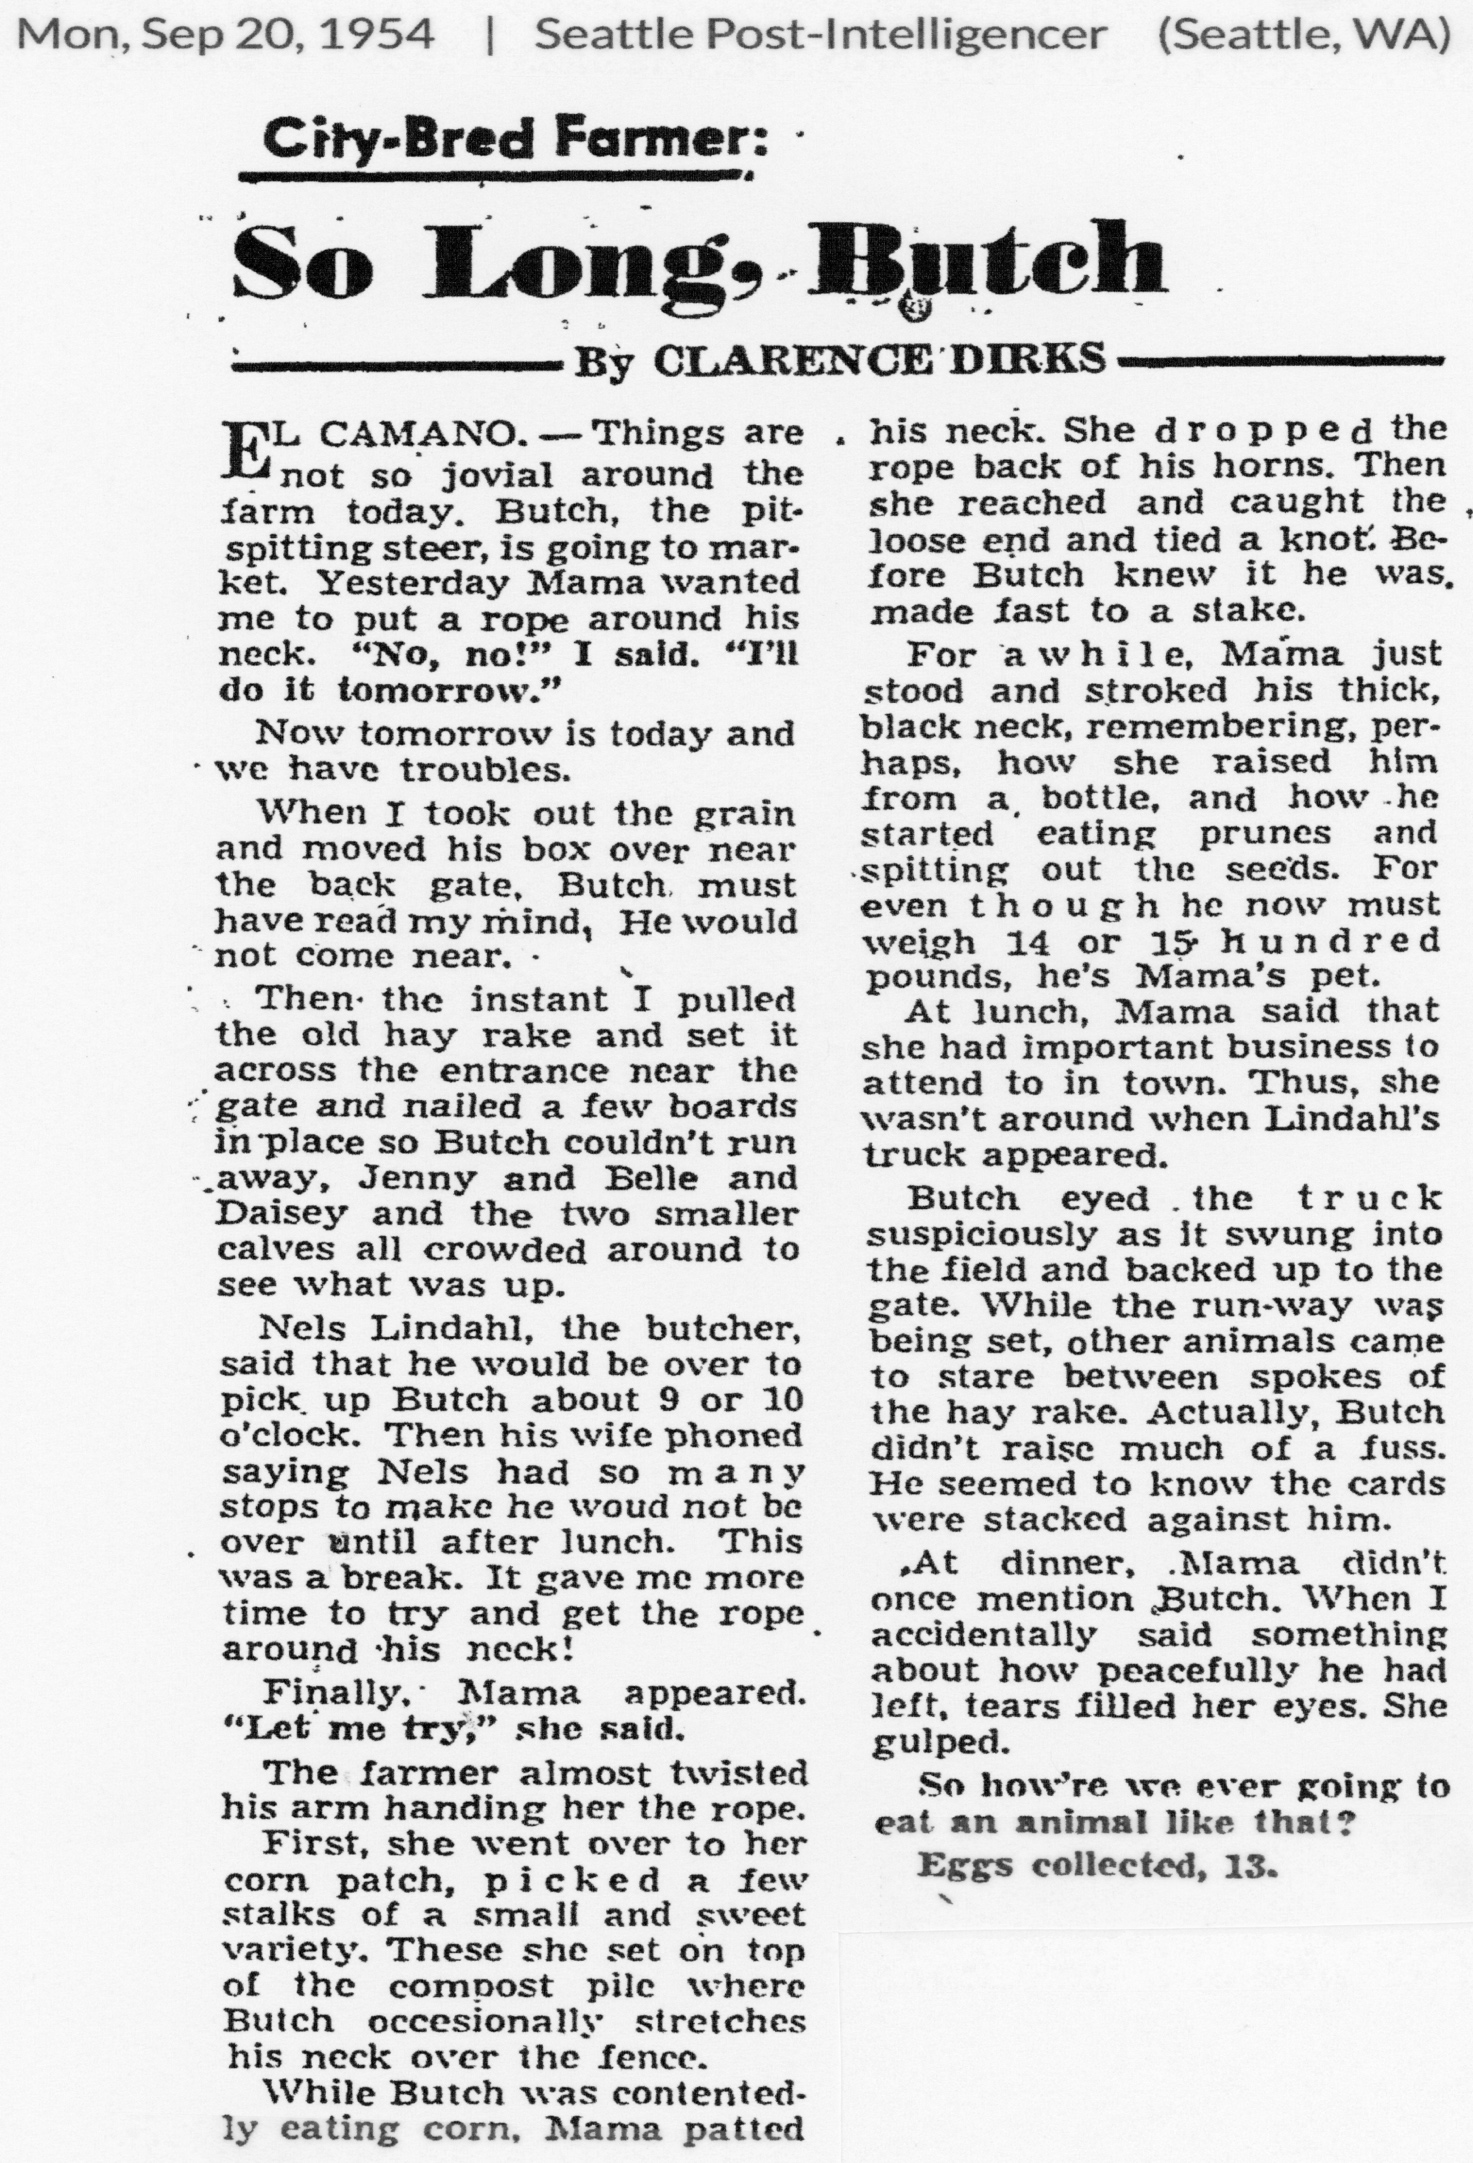 Mon, Sep 20, 1954 | Seattle Post-Intelligencer (Seattle, WA)
City-Bred Farmer:
So Long, Butch
By CLARENCE DIRKS
EL CAMANO. — Things are
not so jovial around the
farm today. Butch, the pit-
spitting steer, is going to mar-
ket. Yesterday Mama wanted
me to put a rope around his
neck. "No, no!" I said. "I'll
do it tomorrow."
Now tomorrow is today and
we have troubles.
When I took out the grain
and moved his box over near
the back gate, Butch must
have read my mind, He would
not come near.
Then the instant I pulled
the old hay rake and set it
across the entrance near the
gate and nailed a few boards
in place so Butch couldn't run
away, Jenny and Belle and
Daisey and the two smaller
calves all crowded around to
see what was up.
Nels Lindahl, the butcher,
said that he would be over to
pick up Butch about 9 or 10
o'clock. Then his wife phoned
saying Nels had so many
stops to make he woud not be
over until after lunch. This
was a break. It gave me more
time to try and get the rope
around his neck!
Finally, Mama appeared.
"Let me try," she said.
The farmer almost twisted
his arm handing her the rope.
First, she went over to her
corn patch, picked a few
stalks of a small and sweet
variety. These she set on top
of the compost pile where
Butch occesionally stretches
his neck over the fence.
While Butch was contented-
ly eating corn, Mama patted
his neck. She dropped the
rope back of his horns. Then
she reached and caught the
loose end and tied a knot. Be-
fore Butch knew it he was
made fast to a stake.
For awhile, Mama just
stood and stroked his thick,
black neck, remembering, per-
haps, how she raised him
from a bottle, and how he
started eating prunes and
spitting out the seeds. For
even though he now must
weigh 14 or 15 hundred
pounds, he's Mama's pet.
At lunch, Mama said that
she had important business to
attend to in town. Thus, she
wasn't around when Lindahl's
truck appeared.
Butch eyed the truck
suspiciously as it swung into
the field and backed up to the
gate. While the run-way was
being set, other animals came
to stare between spokes of
the hay rake. Actually, Butch
didn't raise much of a fuss.
He seemed to know the cards
were stacked against him.
At dinner, Mama didn't
once mention Butch. When I
accidentally said something
about how peacefully he had
left, tears filled her eyes. She
gulped.
So how're we ever going to
eat an animal like that?
Eggs collected, 13.